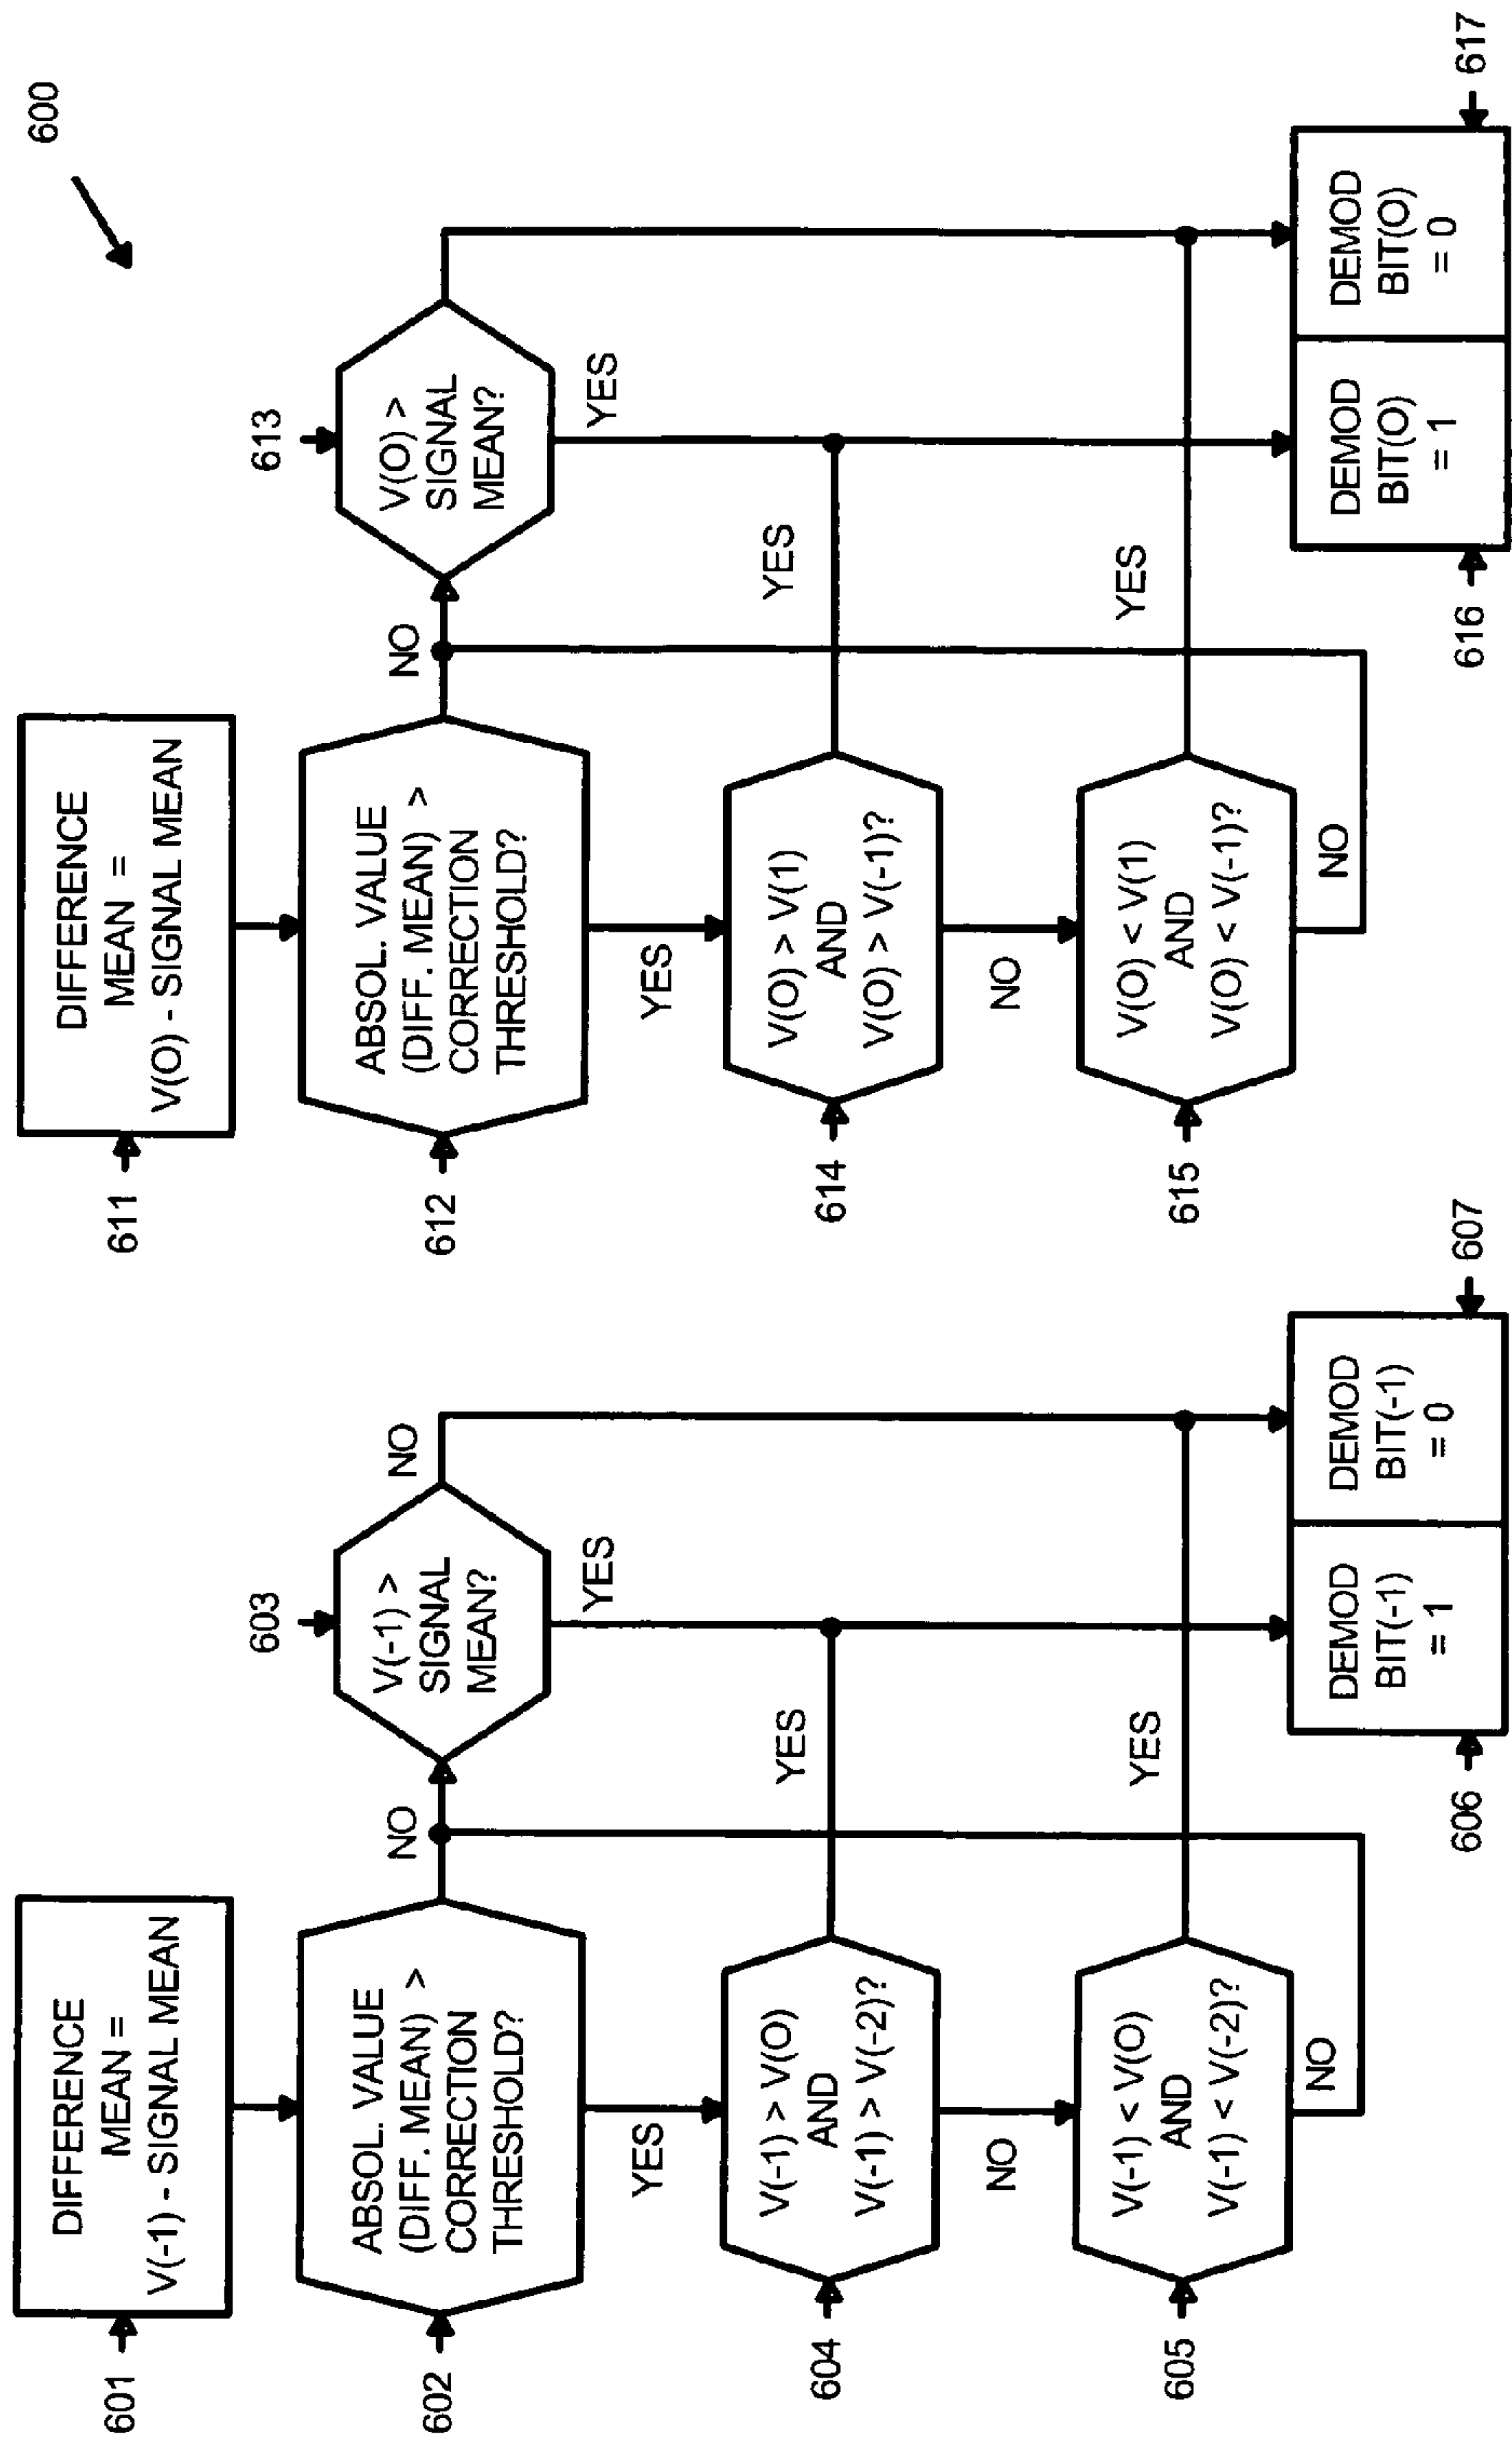 600
601
DIFFERENCE
MEAN =
V(-1) - SIGNAL MEAN
602
ABSOL. VALUE
(DIFF. MEAN) >
CORRECTION
THRESHOLD?
NO
603
V(-1) >
SIGNAL
MEAN?
NO
YES
YES
604
V(-1) > V(O)
AND
V(-1) > V(-2)?
YES
NO
605
V(-1) < V(O)
AND
V(-1) < V(-2)?
YES
NO
606
DEMOD
BIT(-1)
= 1
DEMOD
BIT(-1)
= 0
607
611
DIFFERENCE
MEAN =
V(O) - SIGNAL MEAN
612
ABSOL. VALUE
(DIFF. MEAN) >
CORRECTION
THRESHOLD?
NO
613
V(O) >
SIGNAL
MEAN?
YES
YES
614
V(O) > V(1)
AND
V(O) > V(-1)?
YES
NO
615
V(O) < V(1)
AND
V(O) < V(-1)?
YES
NO
616
DEMOD
BIT(O)
= 1
DEMOD
BIT(O)
= 0
617